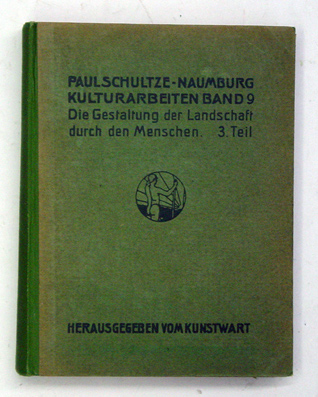 PAUL SCHULTZE-NAUMBURG
KULTURARBEITEN BAND 9
Die Gestaltung der Landschaft
durch den Menschen. 3. Teil
HERAUSGEGEBEN VOM KUNSTWART